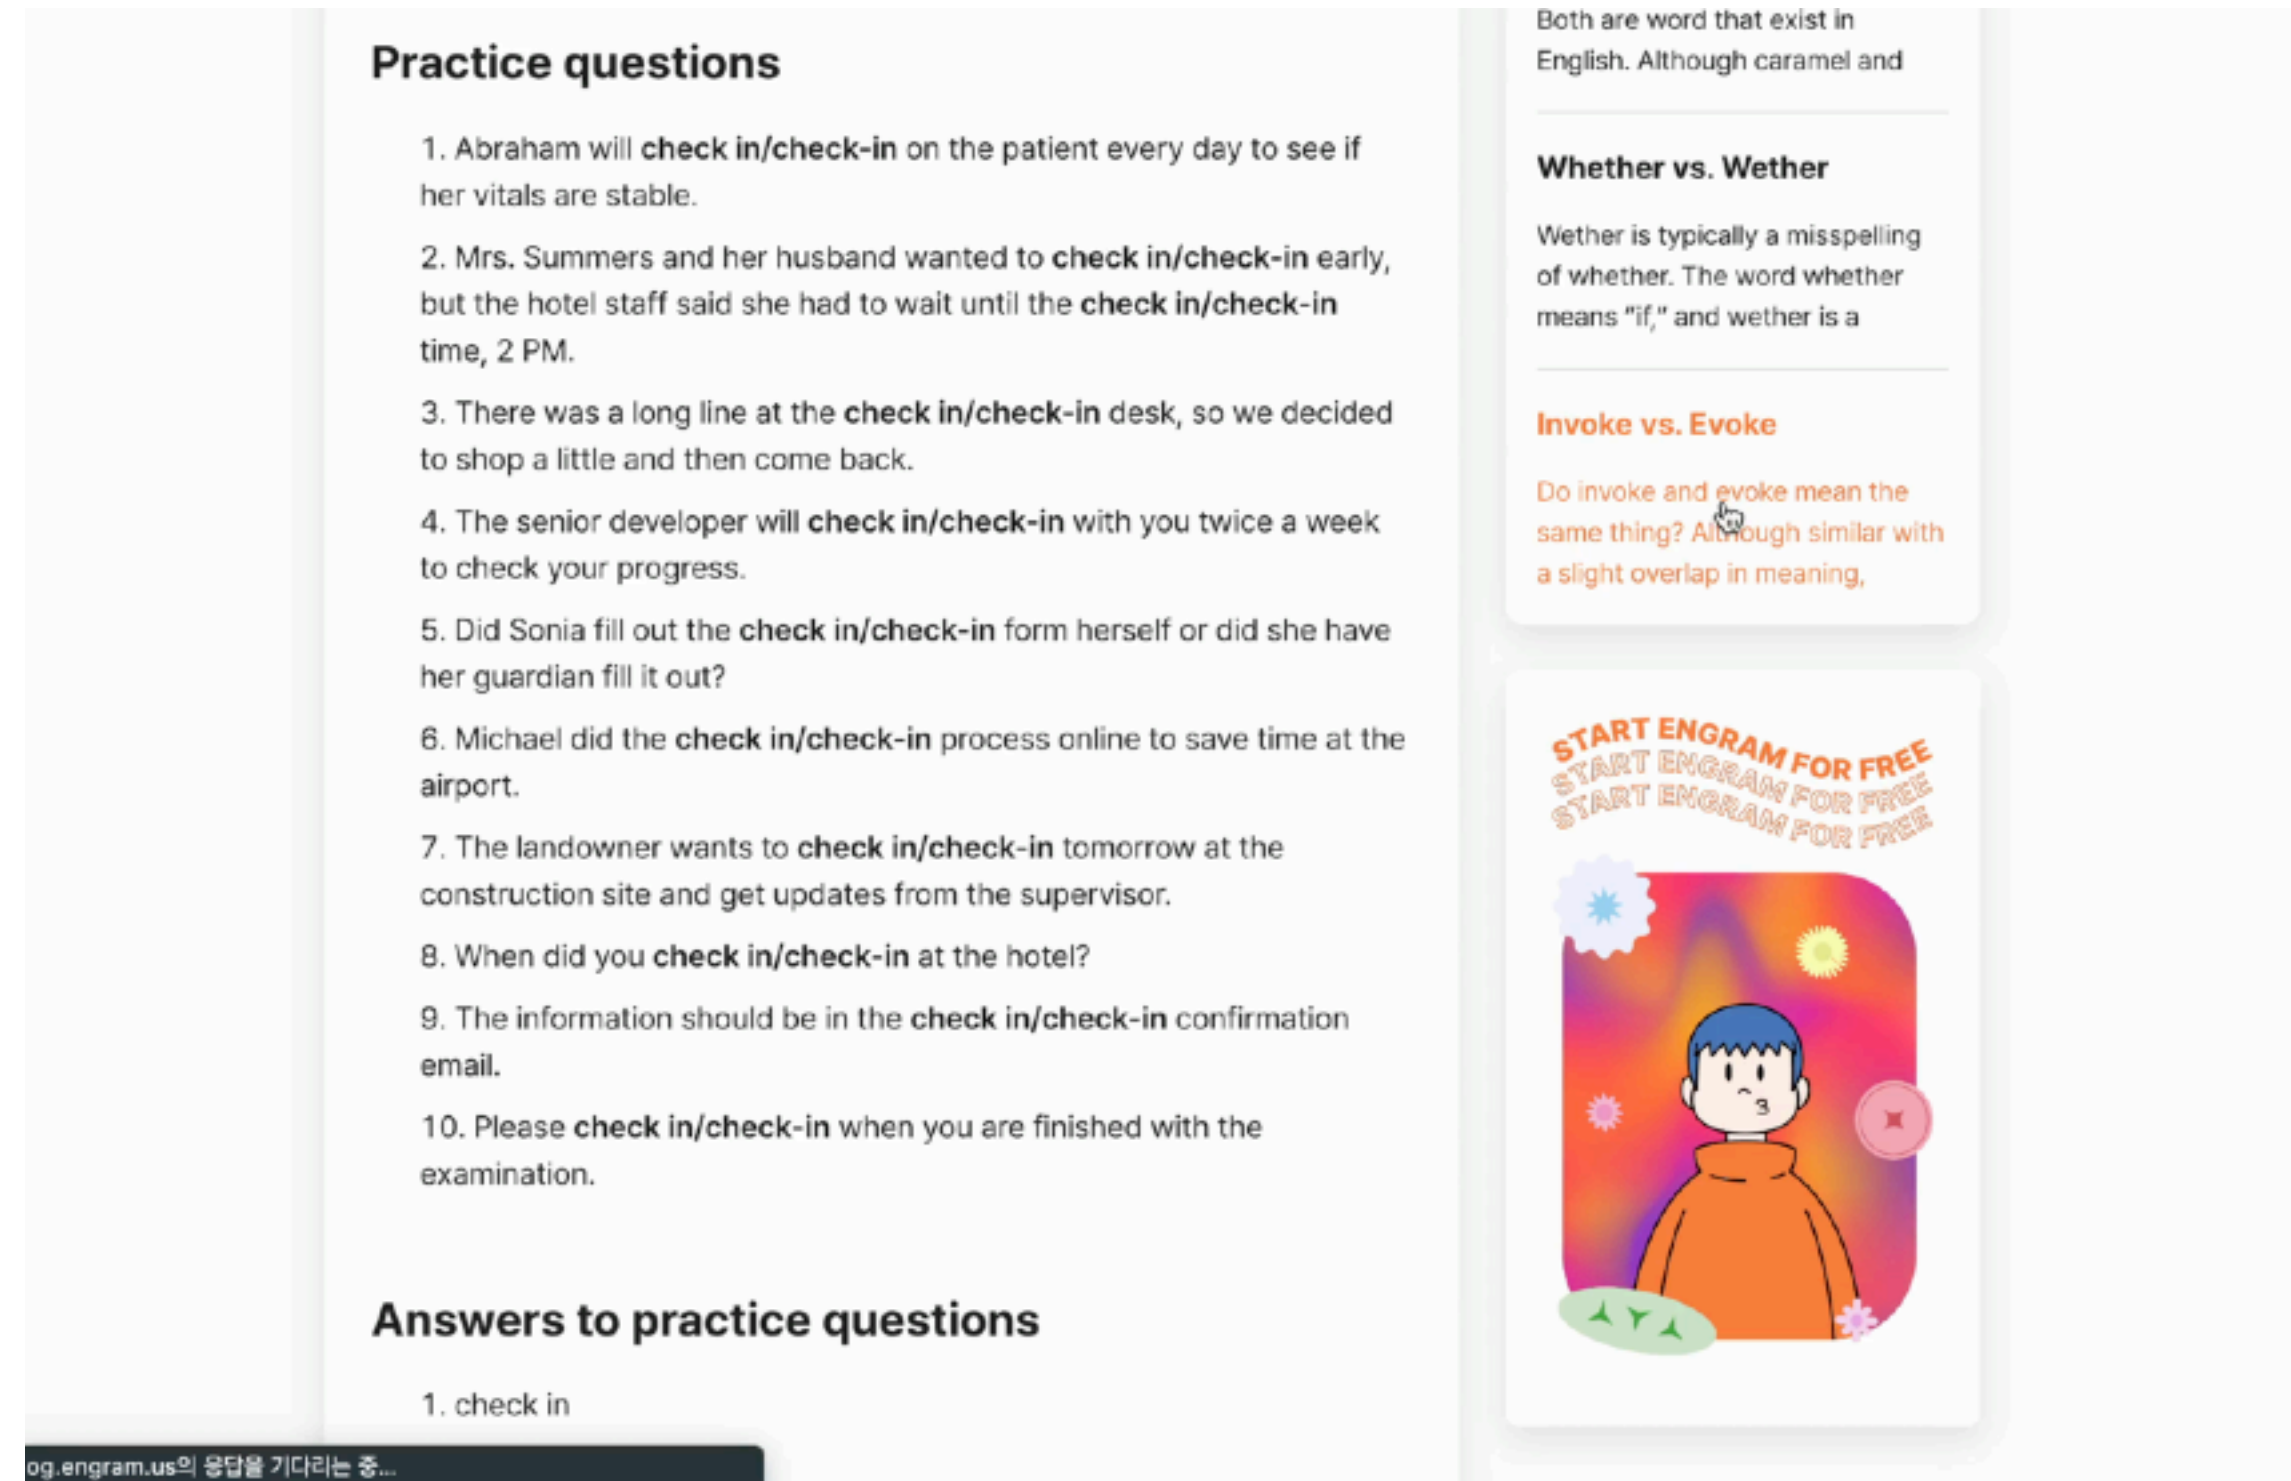 Practice questions
1. Abraham will check in/check-in on the patient every day to see if
her vitals are stable.
2. Mrs. Summers and her husband wanted to check in/check-in early,
but the hotel staff said she had to wait until the check in/check-in
time, 2 PM.
3. There was a long line at the check in/check-in desk, so we decided
to shop a little and then come back.
4. The senior developer will check in/check-in with you twice a week
to check your progress.
5. Did Sonia fill out the check in/check-in form herself or did she have
her guardian fill it out?
6. Michael did the check in/check-in process online to save time at the
airport.
7. The landowner wants to check in/check-in tomorrow at the
construction site and get updates from the supervisor.
8. When did you check in/check-in at the hotel?
9. The information should be in the check in/check-in confirmation
email.
10. Please check in/check-in when you are finished with the
examination.
Answers to practice questions
1. check in
og.engram.us의 응답을 기다리는 중...
Both are word that exist in
English. Although caramel and
Whether vs. Wether
Wether is typically a misspelling
of whether. The word whether
means “if,” and wether is a
Invoke vs. Evoke
Do invoke and evoke mean the
same thing? Although similar with
a slight overlap in meaning,
START ENGRAM FOR FREE
START ENGRAM FOR FREE
START ENGRAM FOR FREE